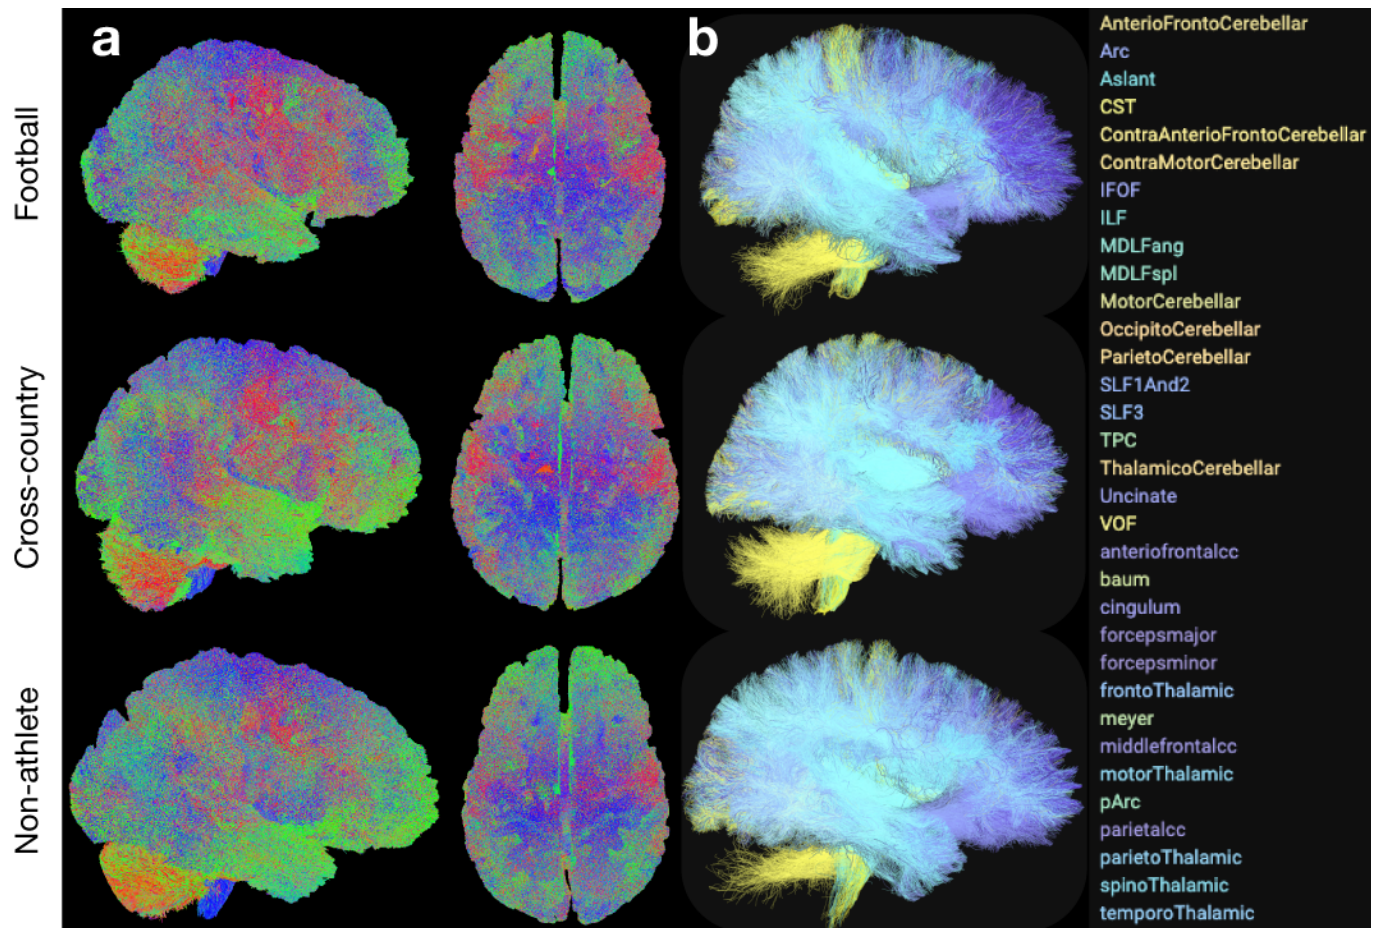 a
b
Football
Cross-country
Non-athlete
AnterioFrontoCerebellar
Arc
Aslant
CST
ContraAnterioFrontoCerebellar
ContraMotorCerebellar
IFOF
ILF
MDLFang
MDLFspl
MotorCerebellar
OccipitoCerebellar
ParietoCerebellar
SLF1And2
SLF3
TPC
ThalamicoCerebellar
Uncinate
VOF
anteriofrontalcc
baum
cingulum
forcepsmajor
forcepsminor
frontoThalamic
meyer
middlefrontalcc
motorThalamic
pArc
parietalcc
parietoThalamic
spinoThalamic
temporoThalamic